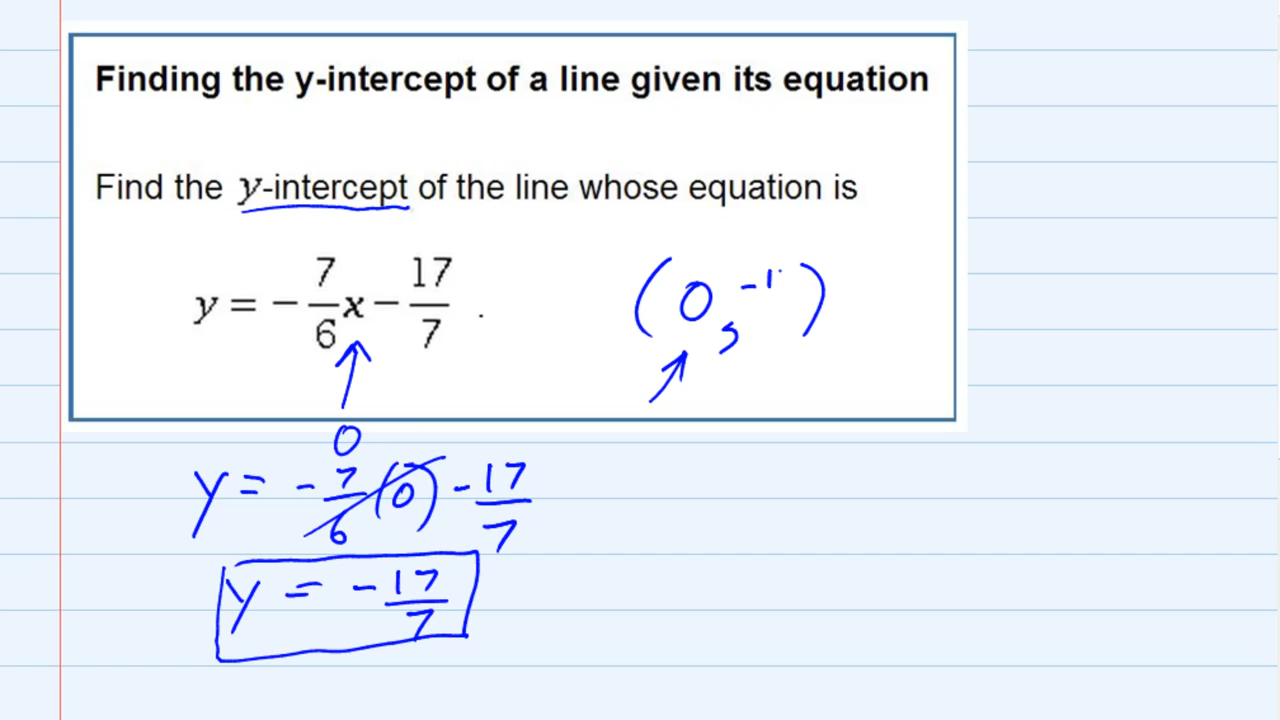 Finding the y-intercept of a line given its equation
Find the y-intercept of the line whose equation is
y = -7/6 x - 17/7 .
(0, -1 )
0
y = -7/6 (0) - 17/7
y = -17/7